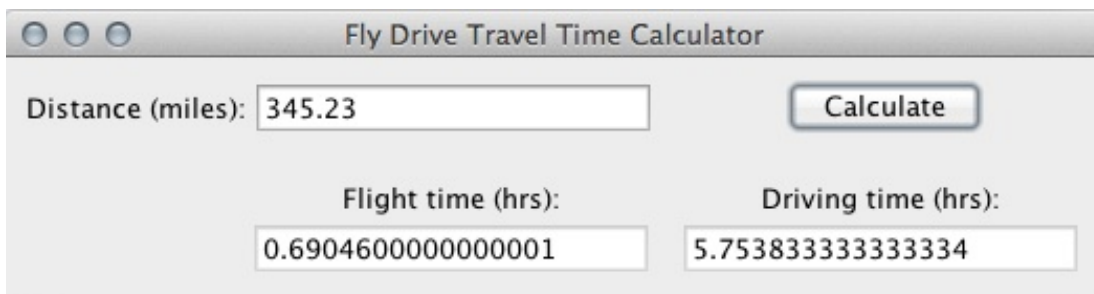 Fly Drive Travel Time Calculator
Distance (miles): 345.23 Calculate
Flight time (hrs): Driving time (hrs):
0.6904600000000001 5.753833333333334